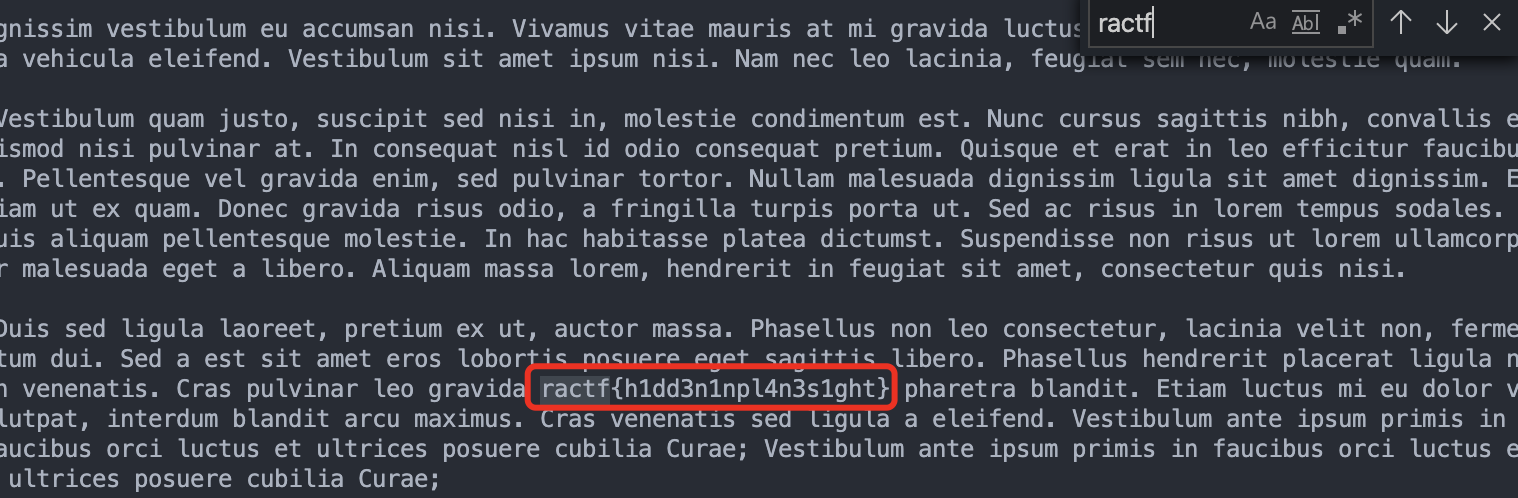 ractf
Aa Abl .*
gnissim vestibulum eu accumsan nisi. Vivamus vitae mauris at mi gravida luctus
a vehicula eleifend. Vestibulum sit amet ipsum nisi. Nam nec leo lacinia, feugiat sem nec, molestie quam.
Vestibulum quam justo, suscipit sed nisi in, molestie condimentum est. Nunc cursus sagittis nibh, convallis e
ismod nisi pulvinar at. In consequat nisl id odio consequat pretium. Quisque et erat in leo efficitur faucibu
. Pellentesque vel gravida enim, sed pulvinar tortor. Nullam malesuada dignissim ligula sit amet dignissim. E
iam ut ex quam. Donec gravida risus odio, a fringilla turpis porta ut. Sed ac risus in lorem tempus sodales.
uis aliquam pellentesque molestie. In hac habitasse platea dictumst. Suspendisse non risus ut lorem ullamcorp
r malesuada eget a libero. Aliquam massa lorem, hendrerit in feugiat sit amet, consectetur quis nisi.
Duis sed ligula laoreet, pretium ex ut, auctor massa. Phasellus non leo consectetur, lacinia velit non, ferme
tum dui. Sed a est sit amet eros lobortis posuere eget sagittis libero. Phasellus hendrerit placerat ligula n
n venenatis. Cras pulvinar leo gravida ractf{h1dd3n1npl4n3s1ght} pharetra blandit. Etiam luctus mi eu dolor v
lutpat, interdum blandit arcu maximus. Cras venenatis sed ligula a eleifend. Vestibulum ante ipsum primis in
faucibus orci luctus et ultrices posuere cubilia Curae; Vestibulum ante ipsum primis in faucibus orci luctus e
ultrices posuere cubilia Curae;